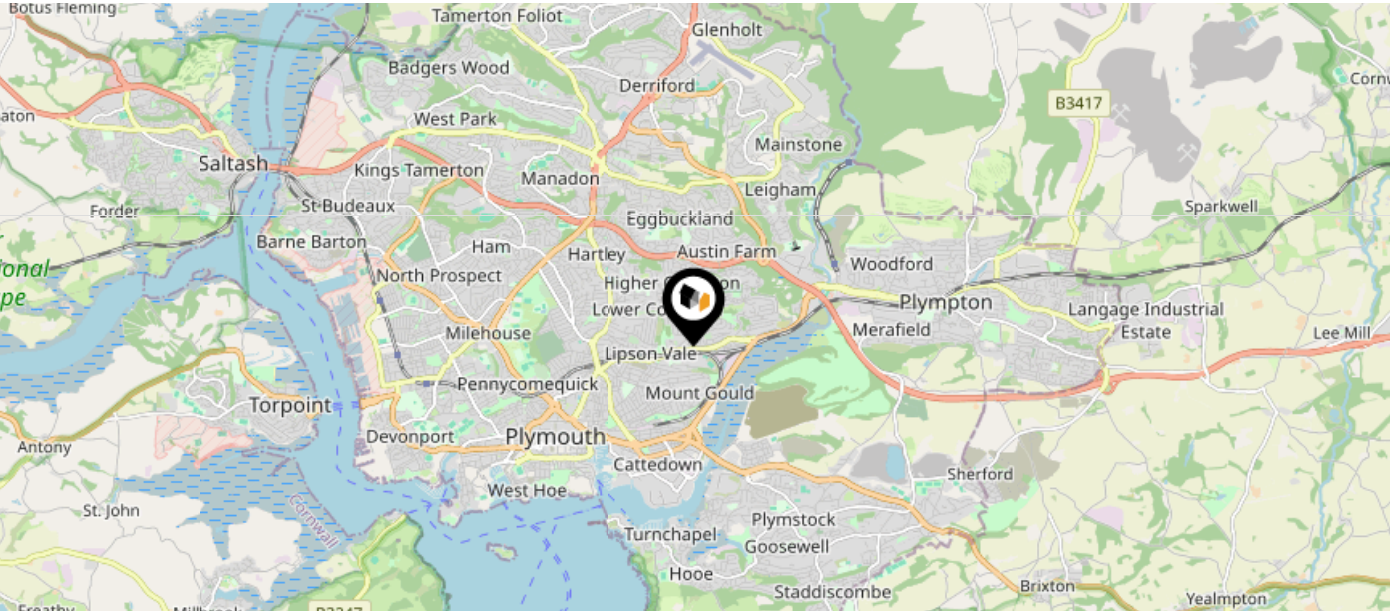 Botus Fleming
Tamerton Foliot
Glenholt
Badgers Wood
Derriford
B3417
West Park
Mainstone
Saltash
Kings Tamerton
Manadon
Leigham
Forder
St Budeaux
Eggbuckland
Sparkwell
Barne Barton
Ham
Hartley
Austin Farm
Woodford
North Prospect
Higher
Plympton
Lower Co
Langage Industrial
Estate
Milehouse
Merafield
Lee Mill
Lipson Vale
Pennycomequick
Mount Gould
Torpoint
Antony
Devonport
Plymouth
Cattedown
Sherford
West Hoe
St. John
Cornwall
Plymstock
Turnchapel
Goosewell
Hooe
Brixton
Staddiscombe
Yealmpton